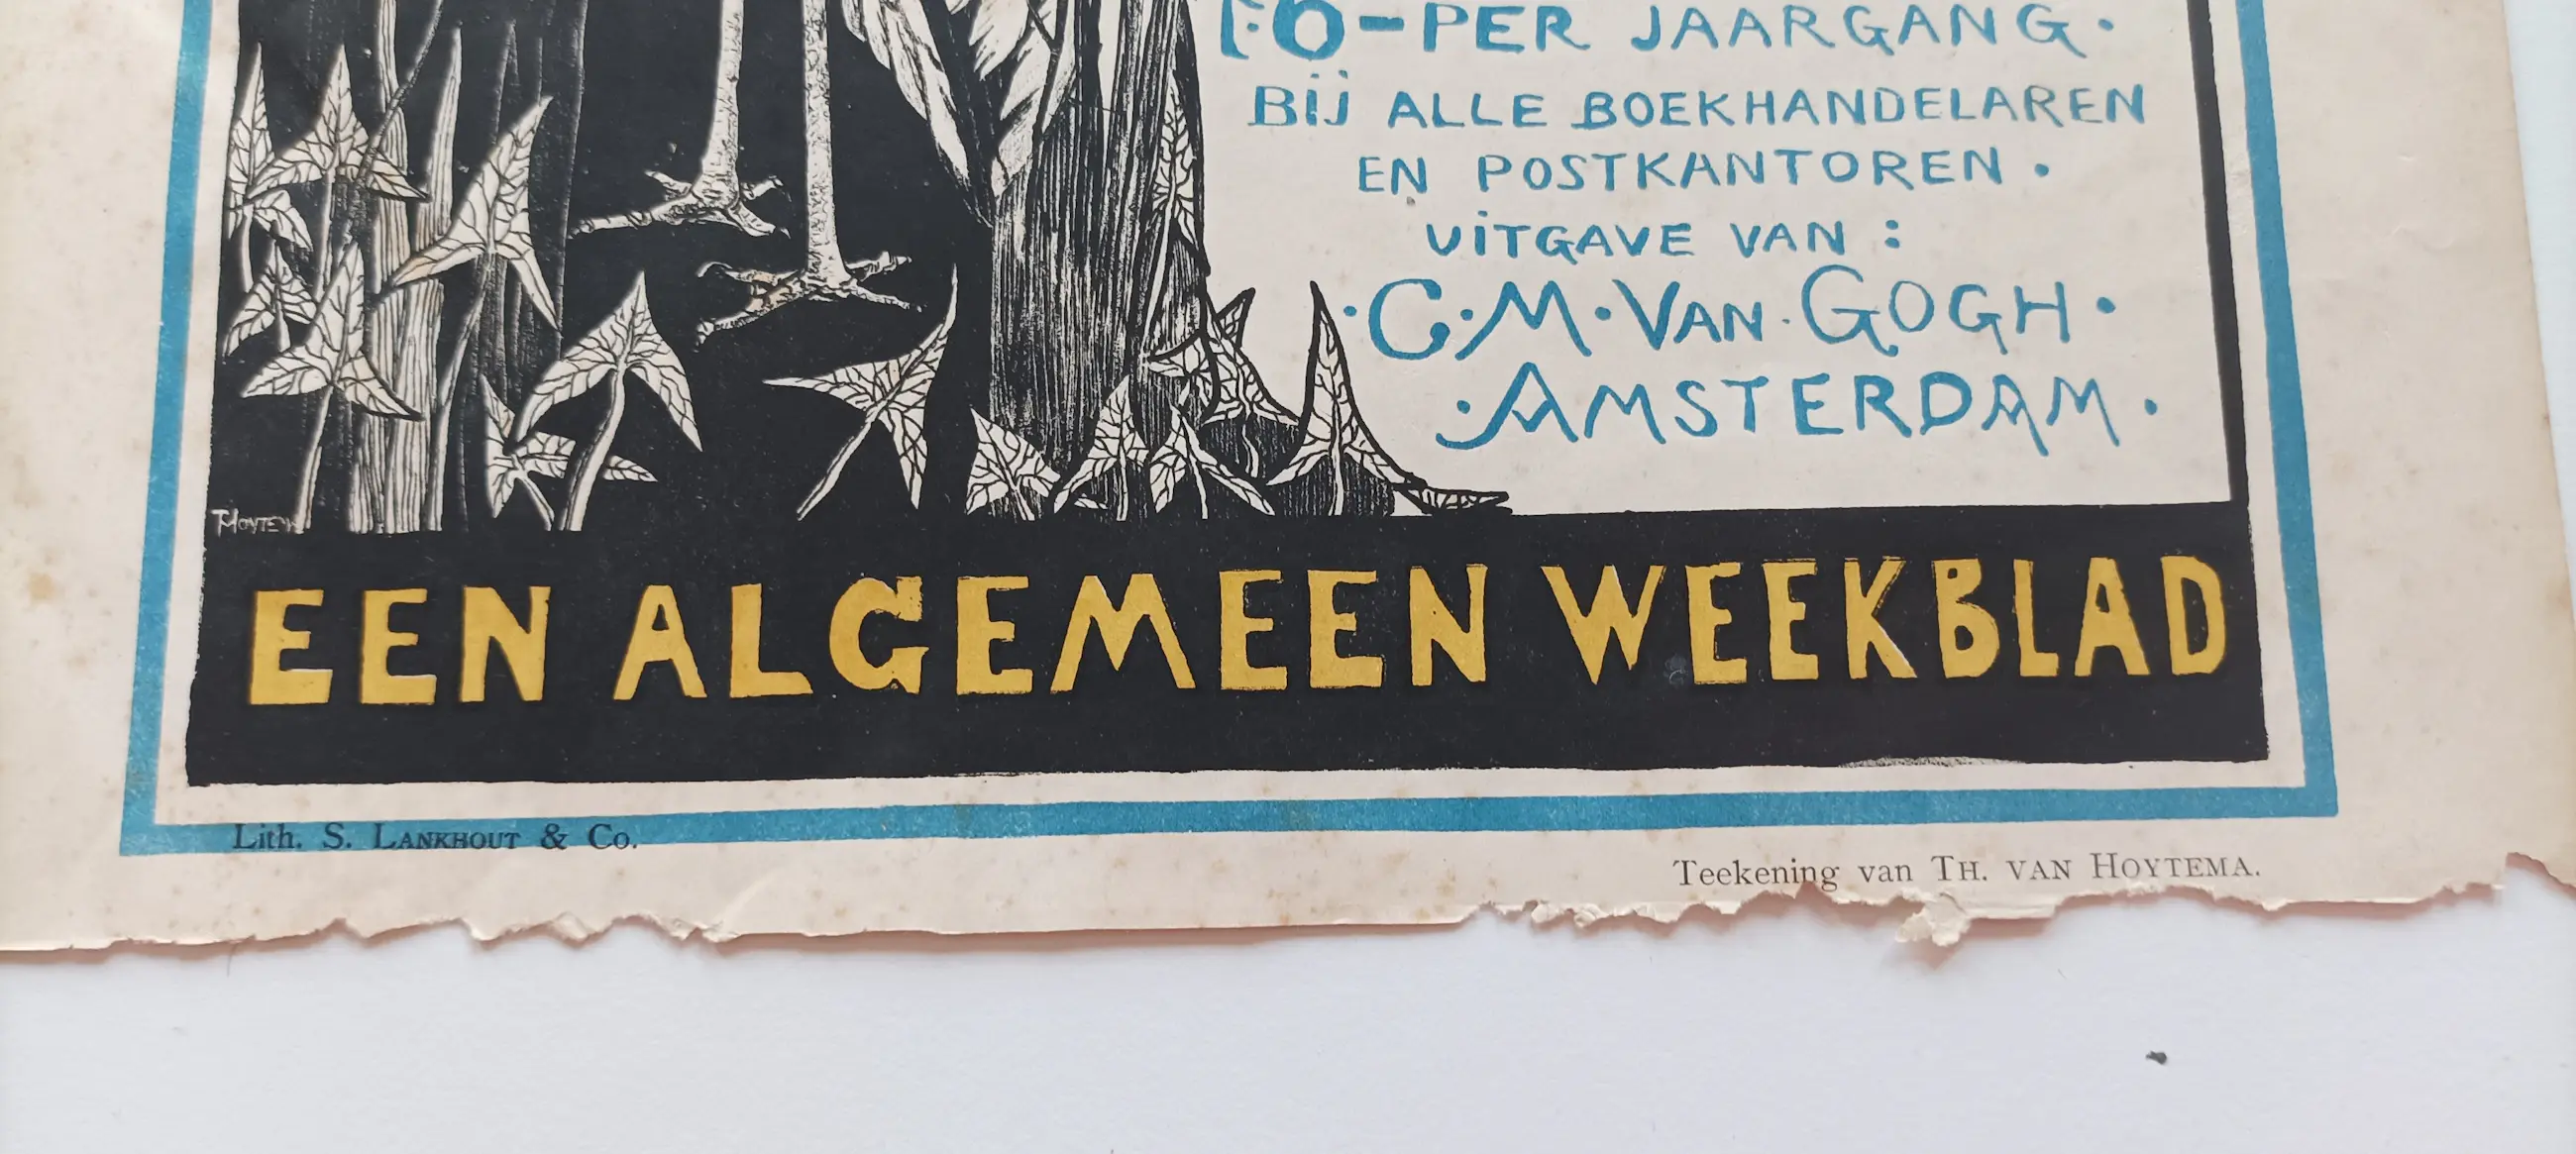 F:6-PER JAARGANG.
BIJ ALLE BOEKHANDELAREN
EN POSTKANTOREN.
UITGAVE VAN:
·C·M·VAN·GOGH·
·AMSTERDAM.
EEN ALGEMEEN WEEKBLAD
Lith. S. LANKHOUT & Co.
Teekening van TH. VAN HOYTEMA.